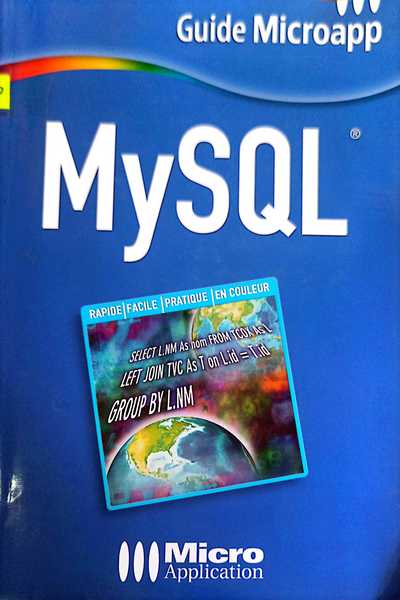 Guide Microapp
MySQL®
RAPIDE | FACILE | PRATIQUE | EN COULEUR
SELECT L.NM As nom FROM TCOX AS L
LEFT JOIN TVC As T on L.id = T.id
GROUP BY L.NM
Micro
Application